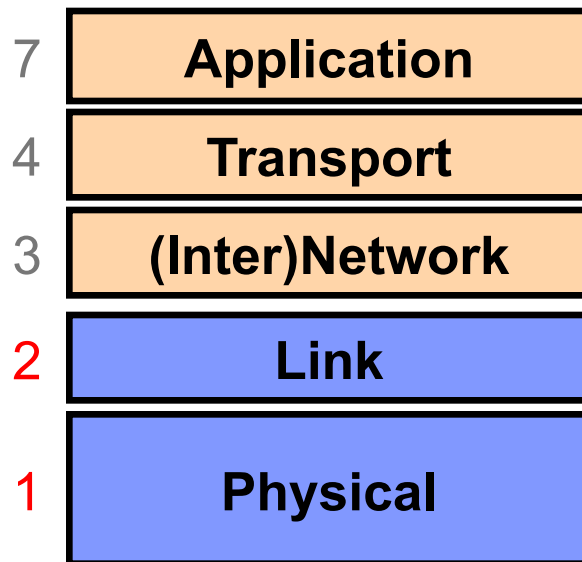 7 Application
4 Transport
3 (Inter)Network
2 Link
1 Physical